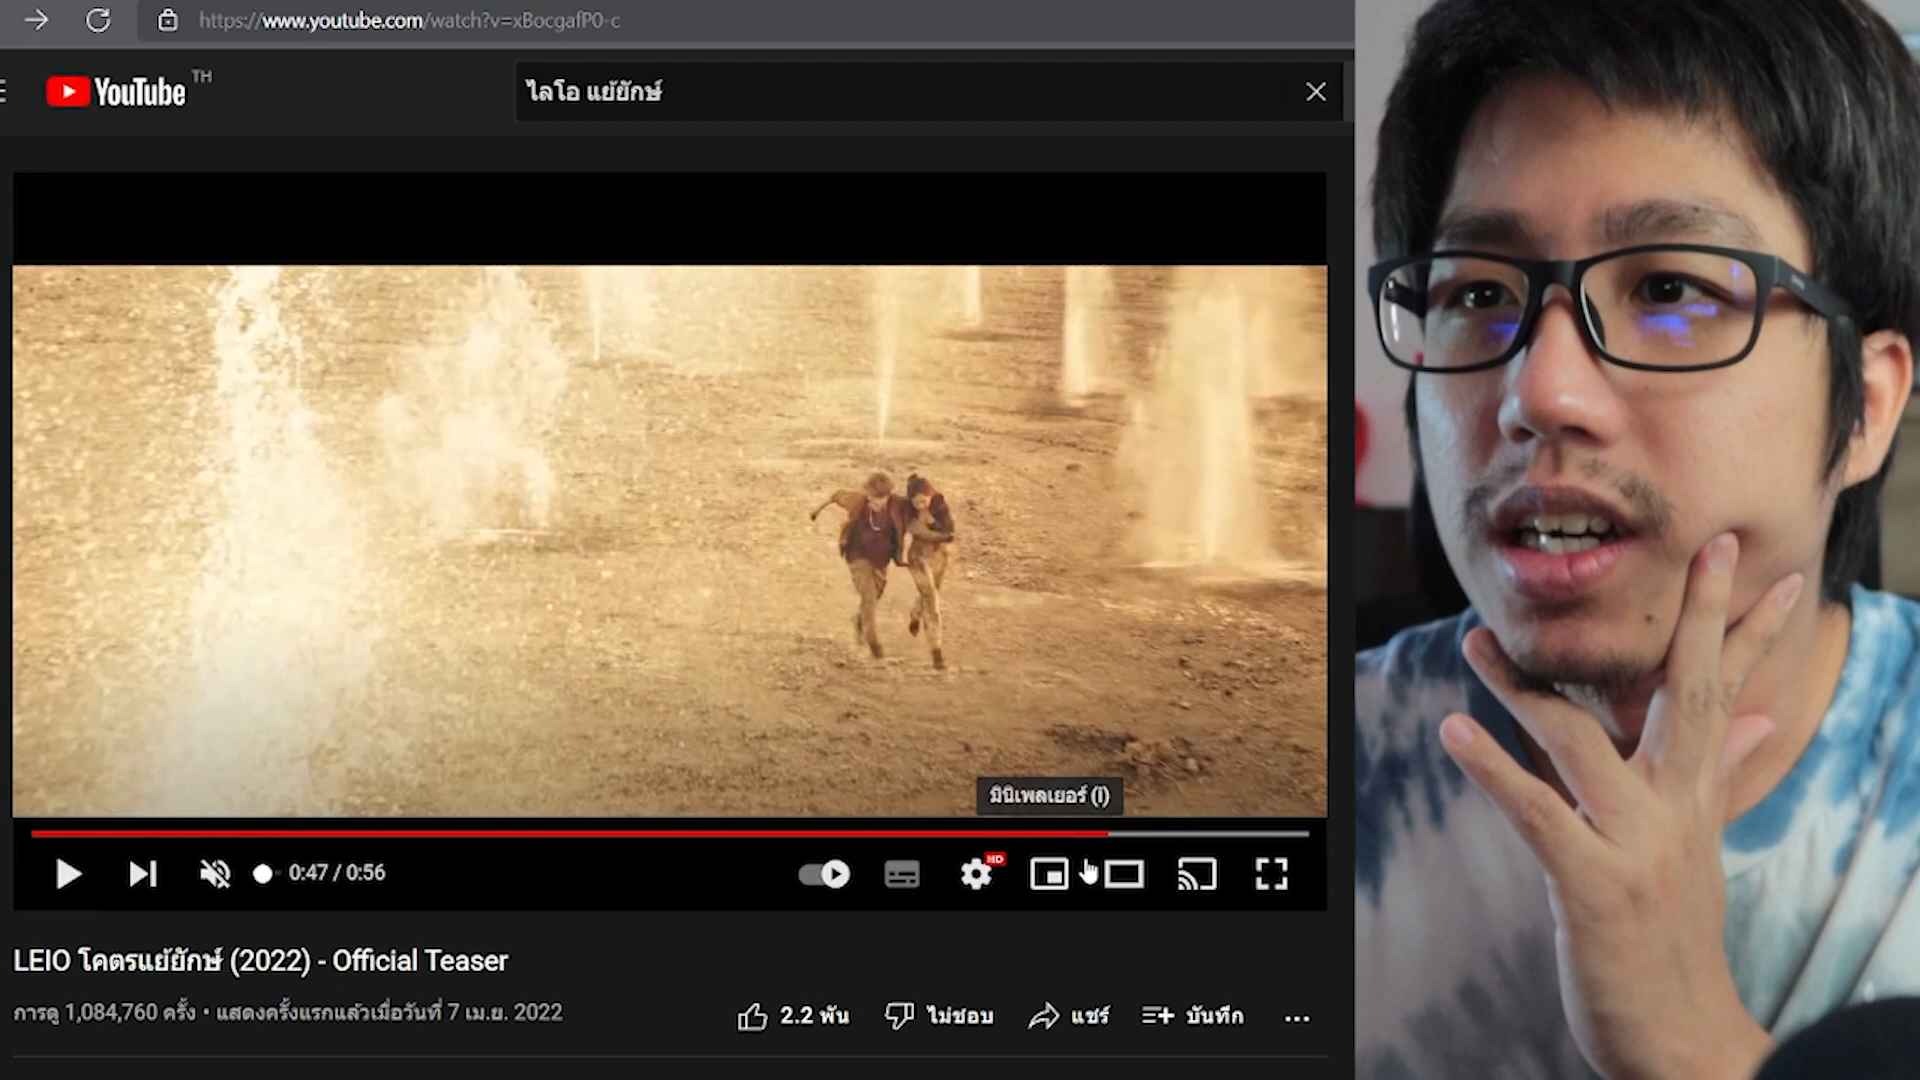 https://www.youtube.com/watch?v=xBocgafP0-c
YouTube TH
ไลโอ แย้ยักษ์
มินิเพลเยอร์ (I)
0:47 / 0:56
HD
LEIO โคตรแย้ยักษ์ (2022) - Official Teaser
การดู 1,084,760 ครั้ง • แสดงครั้งแรกแล้วเมื่อวันที่ 7 เม.ย. 2022
2.2 พัน ไม่ชอบ แชร์ บันทึก